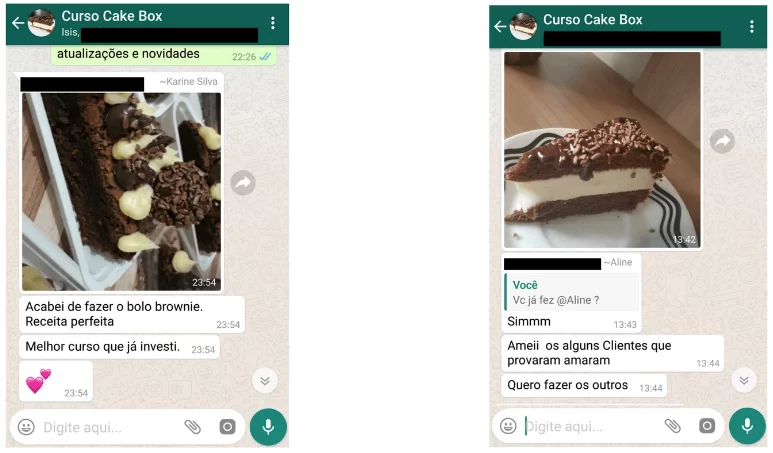 Curso Cake Box
Isis,
atualizações e novidades
22:26
~Karine Silva
23:54
Acabei de fazer o bolo brownie.
Receita perfeita
23:54
Melhor curso que já investi.
23:54
23:54
Digite aqui...
Curso Cake Box
13:42
~Aline
Você
Vc já fez @Aline ?
Simmm
13:43
Ameii os alguns Clientes que
provaram amaram
13:44
Quero fazer os outros
13:44
Digite aqui...